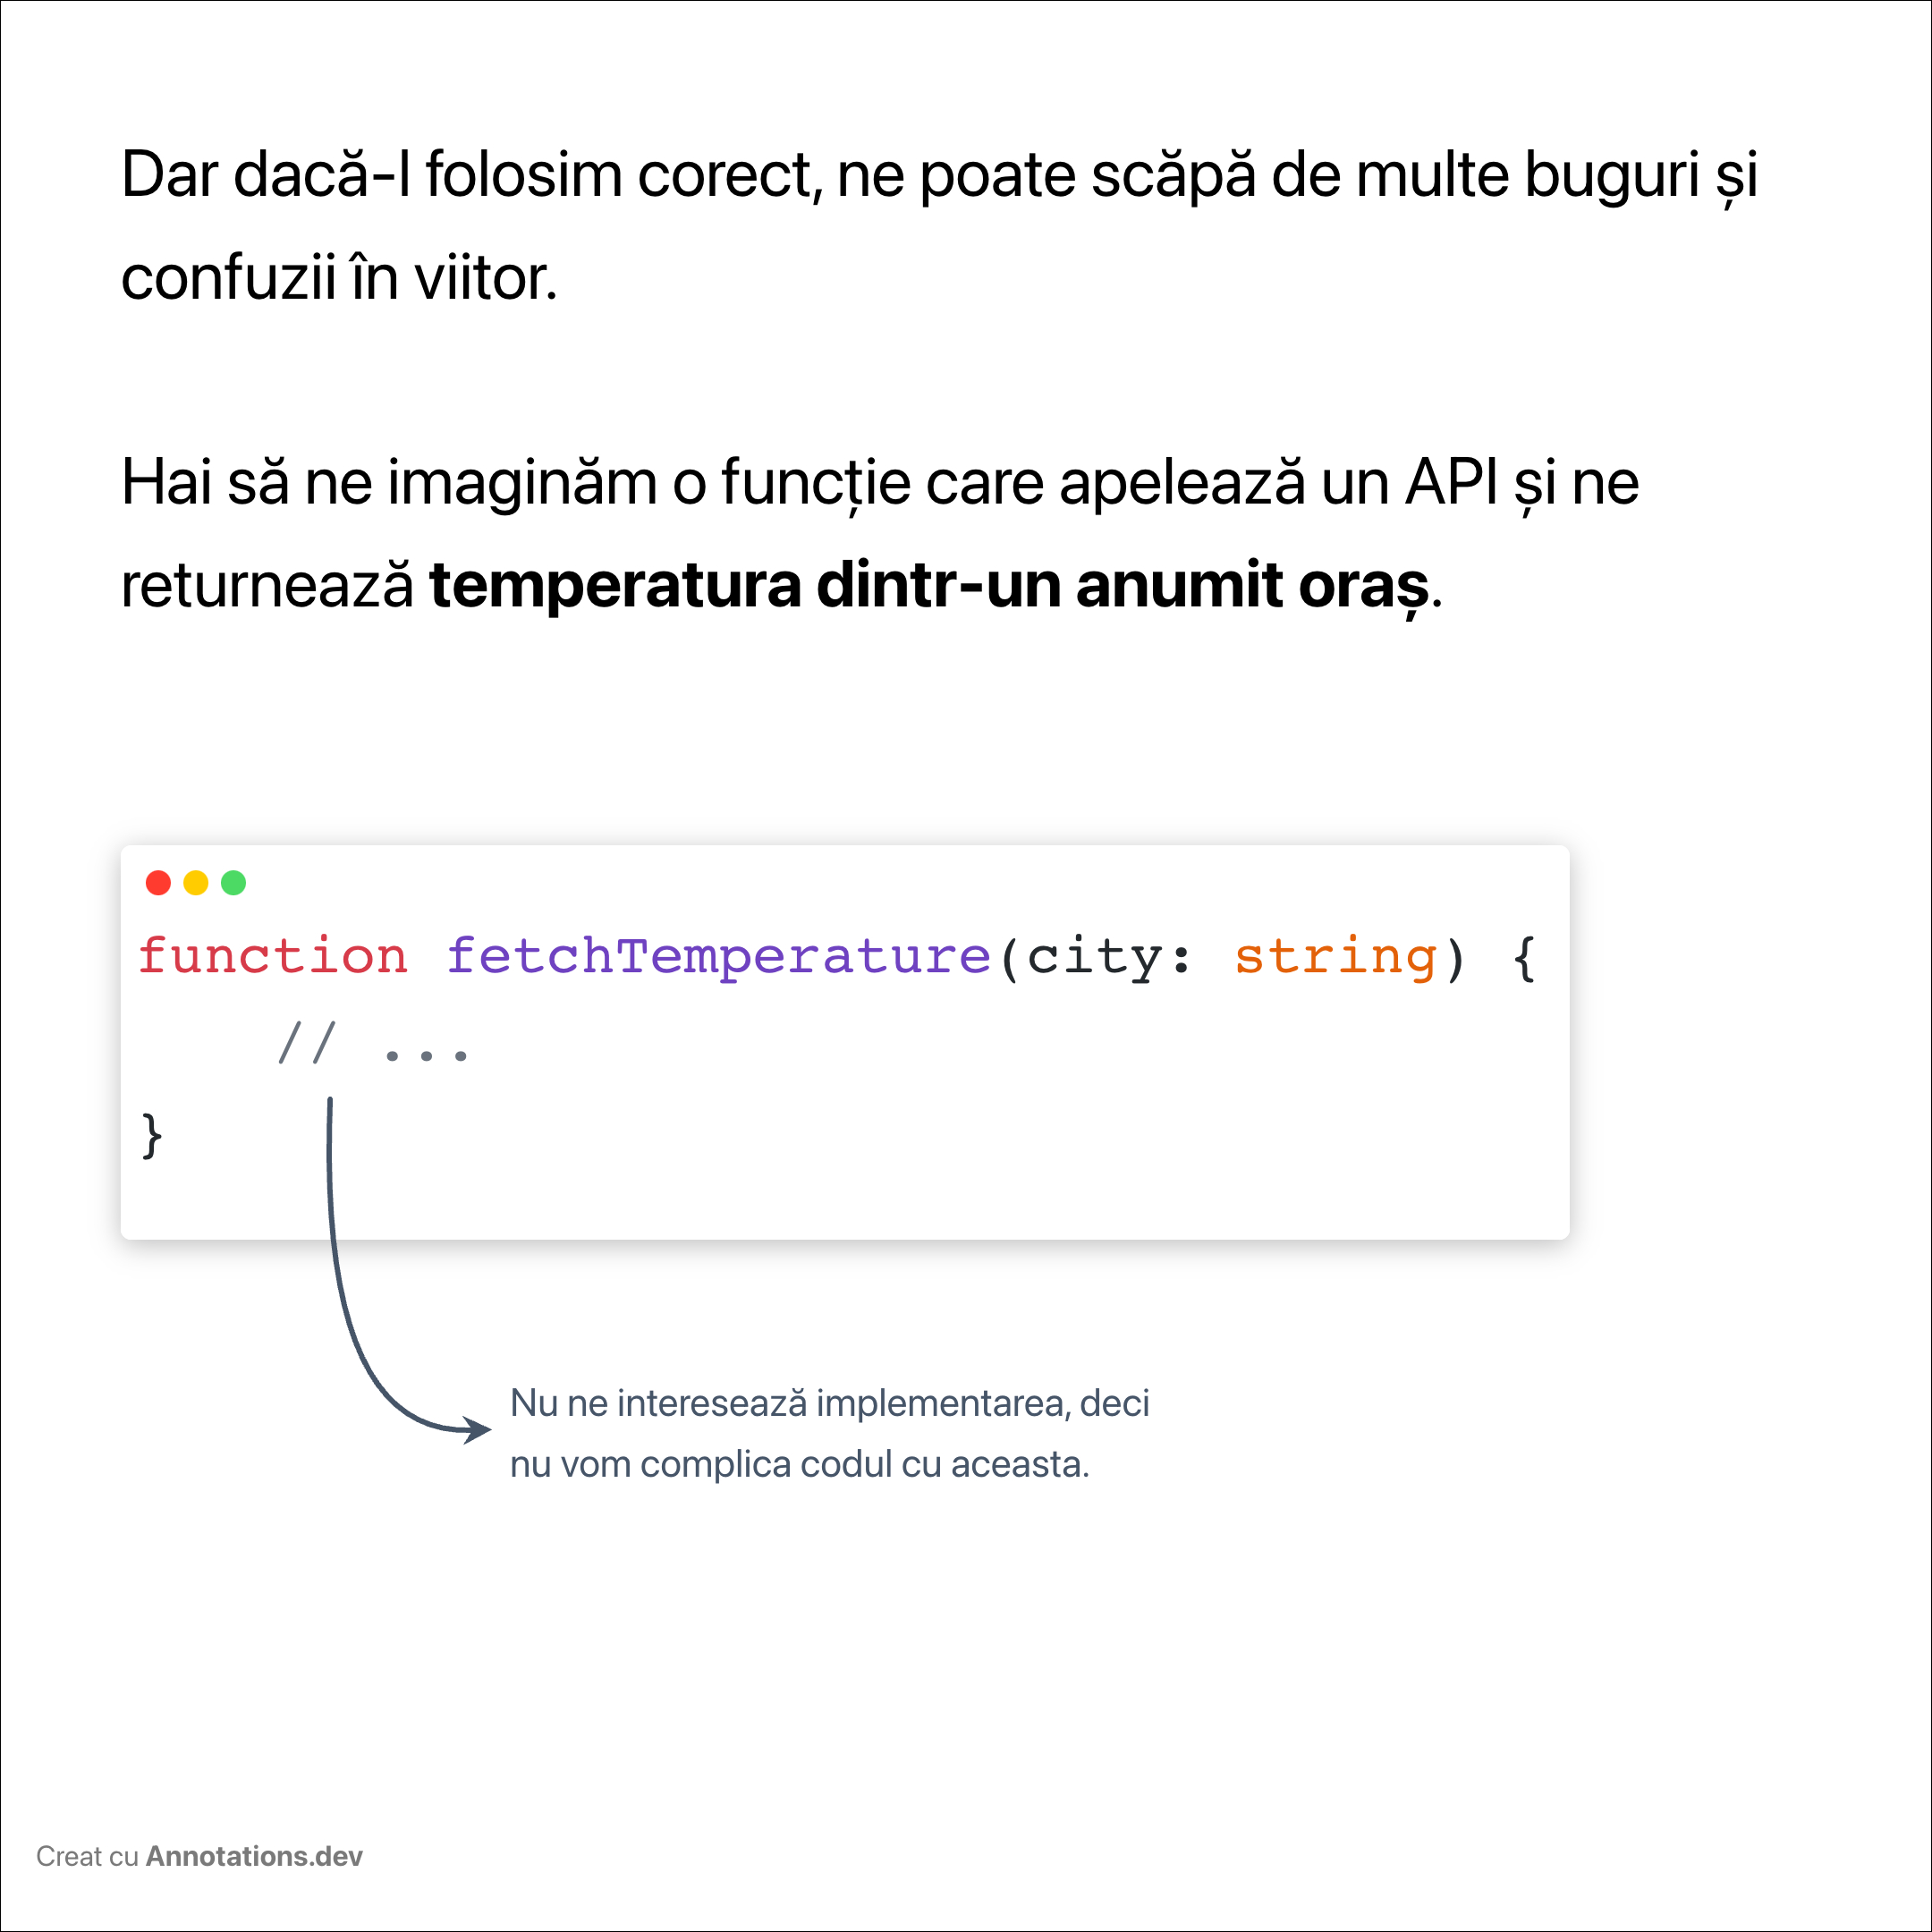 Dar dacă-l folosim corect, ne poate scăpă de multe buguri și
confuzii în viitor.
Hai să ne imaginăm o funcție care apelează un API și ne
returnează temperatura dintr-un anumit oraș.
function fetchTemperature(city: string) {
// ...
}
Nu ne interesează implementarea, deci
nu vom complica codul cu aceasta.
Creat cu Annotations.dev